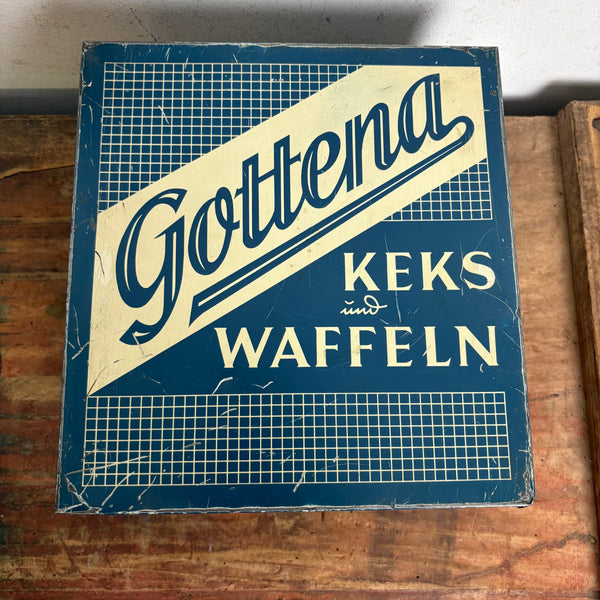 Gottena
KEKS
und
WAFFELN